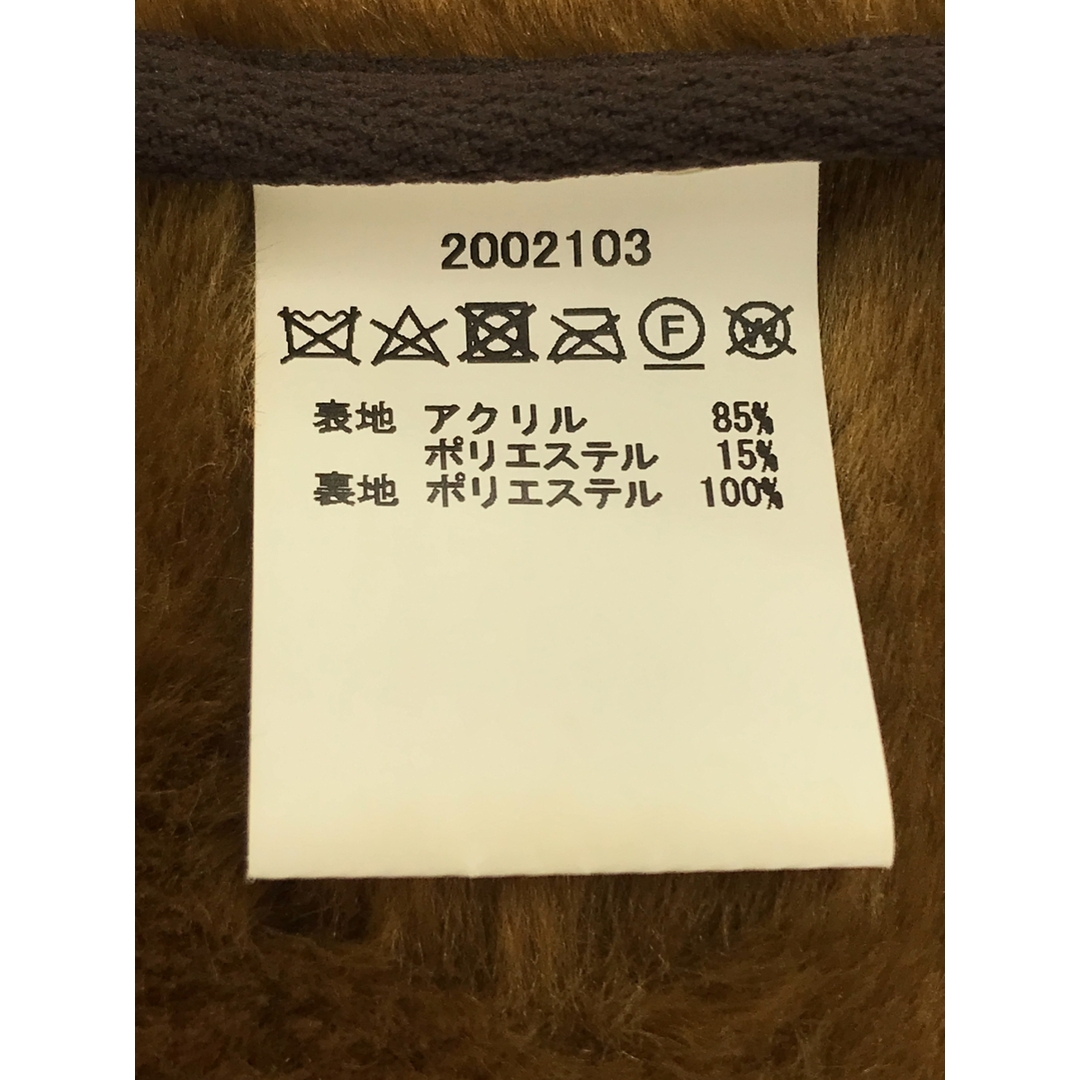 2002103
F W
表地 アクリル 85%
ポリエステル 15%
裏地 ポリエステル 100%